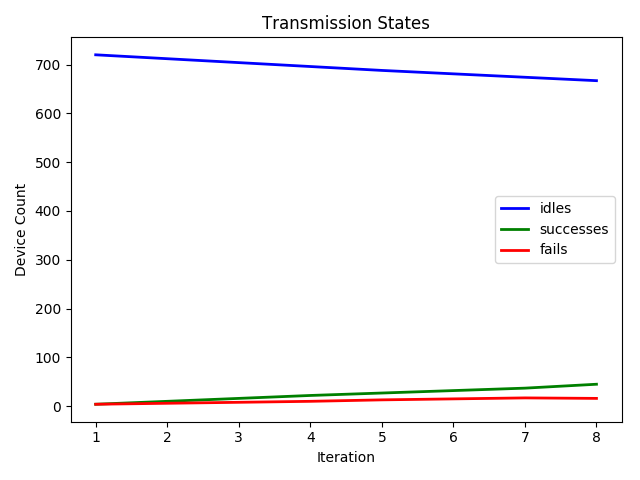 Transmission States
Device Count
700
600
500
400
300
200
100
0
idles
successes
fails
1 2 3 4 5 6 7 8
Iteration